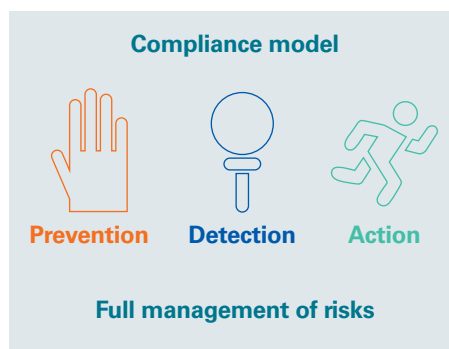 Compliance model
Prevention Detection Action
Full management of risks